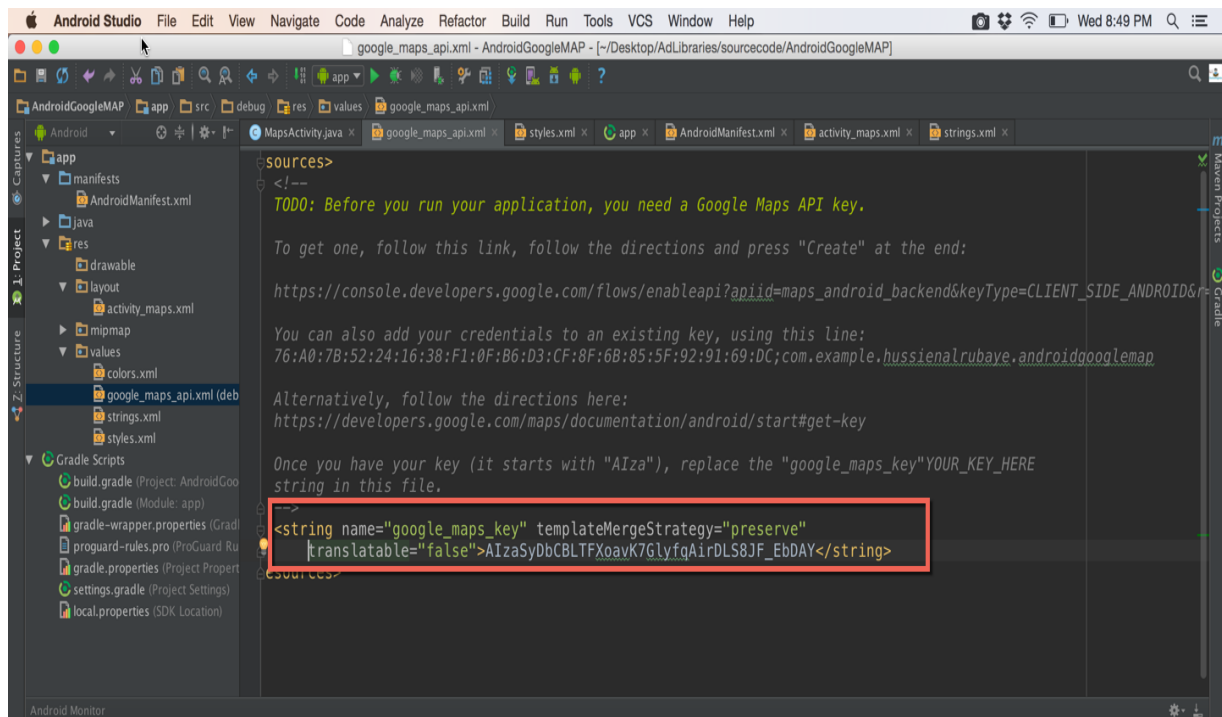 Android Studio File Edit View Navigate Code Analyze Refactor Build Run Tools VCS Window Help Wed 8:49 PM
google_maps_api.xml - AndroidGoogleMAP - [~/Desktop/AdLibraries/sourcecode/AndroidGoogleMAP]
app
AndroidGoogleMAP app src debug res values google_maps_api.xml
Android MapsActivity.java google_maps_api.xml styles.xml app AndroidManifest.xml activity_maps.xml strings.xml
Captures
1: Project
Z: Structure
app
manifests
AndroidManifest.xml
java
res
drawable
layout
activity_maps.xml
mipmap
values
colors.xml
google_maps_api.xml (deb
strings.xml
styles.xml
Gradle Scripts
build.gradle (Project: AndroidGoo
build.gradle (Module: app)
gradle-wrapper.properties (Gradl
proguard-rules.pro (ProGuard Ru
gradle.properties (Project Propert
settings.gradle (Project Settings)
local.properties (SDK Location)
sources>
<!--
TODO: Before you run your application, you need a Google Maps API key.
To get one, follow this link, follow the directions and press "Create" at the end:
https://console.developers.google.com/flows/enableapi?apiid=maps_android_backend&keyType=CLIENT_SIDE_ANDROID&r=
You can also add your credentials to an existing key, using this line:
76:A0:7B:52:24:16:38:F1:0F:B6:D3:CF:8F:6B:85:5F:92:91:69:DC;com.example.hussienalrubaye.androidgooglemap
Alternatively, follow the directions here:
https://developers.google.com/maps/documentation/android/start#get-key
Once you have your key (it starts with "AIza"), replace the "google_maps_key"YOUR_KEY_HERE
string in this file.
-->
<string name="google_maps_key" templateMergeStrategy="preserve"
translatable="false">AIzaSyDbCBLTFXoavK7GlyfqAirDLS8JF_EbDAY</string>
esources>
m
Maven Projects
Gradle
Android Monitor